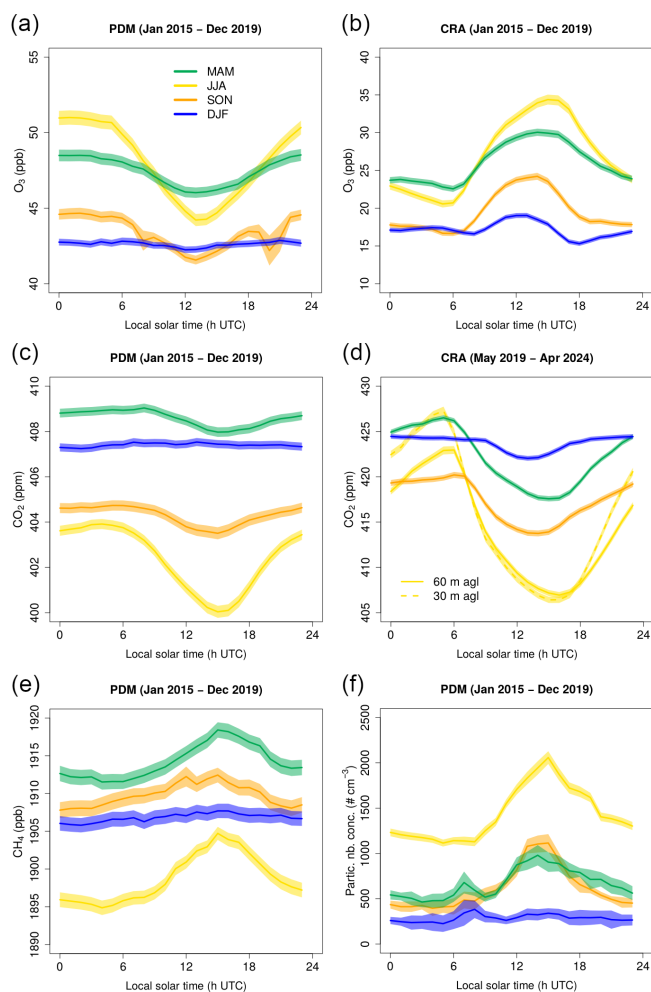 (a)
PDM (Jan 2015 − Dec 2019)
O3 (ppb)
40 45 50 55
MAM
JJA
SON
DJF
0 6 12 18 24
Local solar time (h UTC)
(b)
CRA (Jan 2015 − Dec 2019)
O3 (ppb)
10 15 20 25 30 35 40
0 6 12 18 24
Local solar time (h UTC)
(c)
PDM (Jan 2015 − Dec 2019)
CO2 (ppm)
400 402 404 406 408 410
0 6 12 18 24
Local solar time (h UTC)
(d)
CRA (May 2019 − Apr 2024)
CO2 (ppm)
405 410 415 420 425 430
60 m agl
30 m agl
0 6 12 18 24
Local solar time (h UTC)
(e)
PDM (Jan 2015 − Dec 2019)
CH4 (ppb)
1890 1895 1900 1905 1910 1915 1920
0 6 12 18 24
Local solar time (h UTC)
(f)
PDM (Jan 2015 − Dec 2019)
Partic. nb. conc. (# cm−3)
0 500 1000 1500 2000 2500
0 6 12 18 24
Local solar time (h UTC)